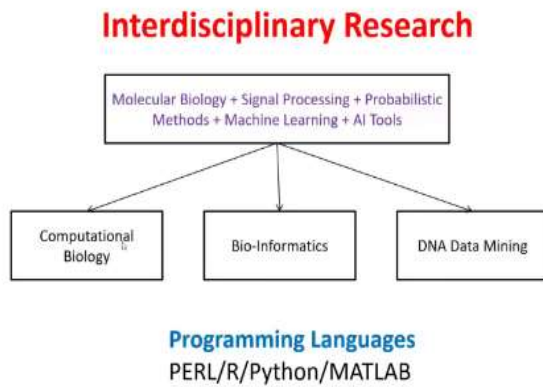 Interdisciplinary Research
Molecular Biology + Signal Processing + Probabilistic
Methods + Machine Learning + AI Tools
Computational
Biology
Bio-Informatics
DNA Data Mining
Programming Languages
PERL/R/Python/MATLAB